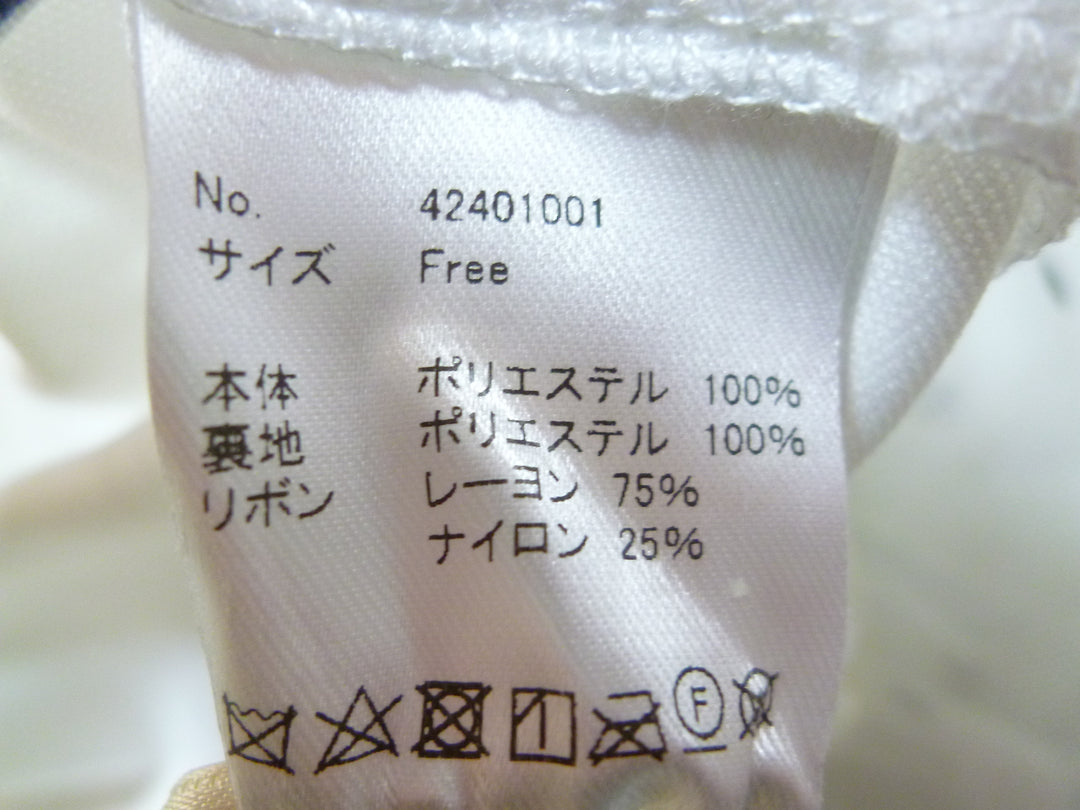 No. 42401001
サイズ Free
本体 ポリエステル 100%
裏地 ポリエステル 100%
リボン レーヨン 75%
ナイロン 25%
F